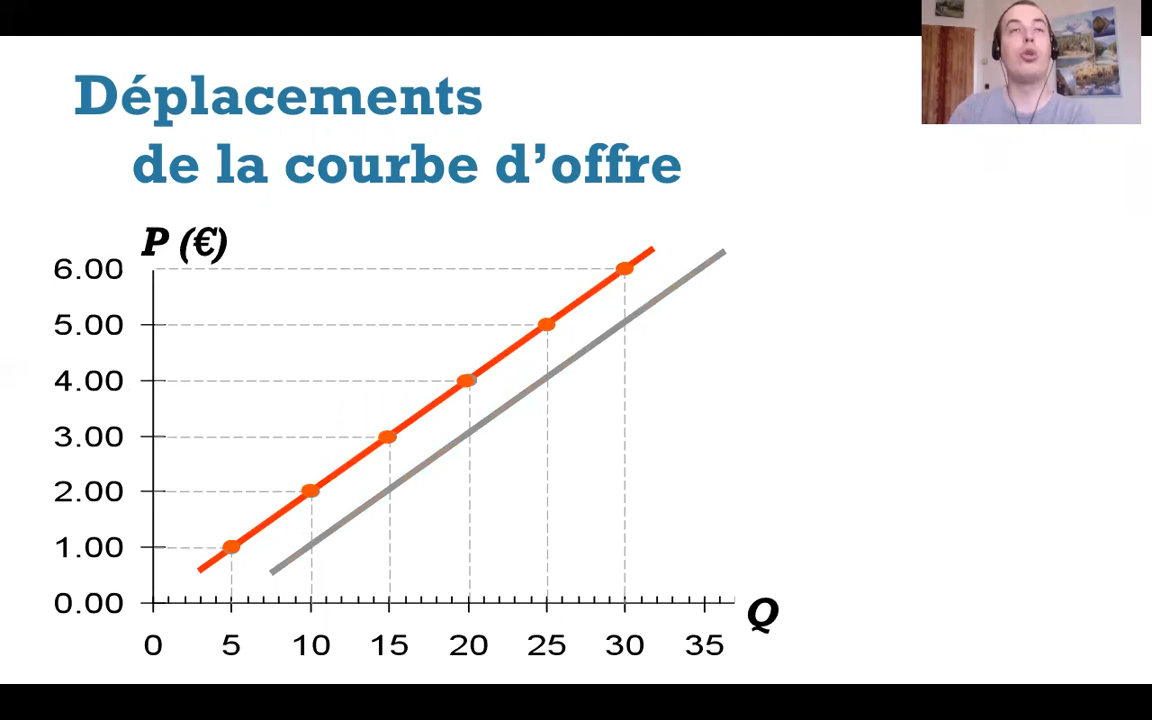 Déplacements
de la courbe d’offre
P (€)
6.00
5.00
4.00
3.00
2.00
1.00
0.00
Q
0 5 10 15 20 25 30 35